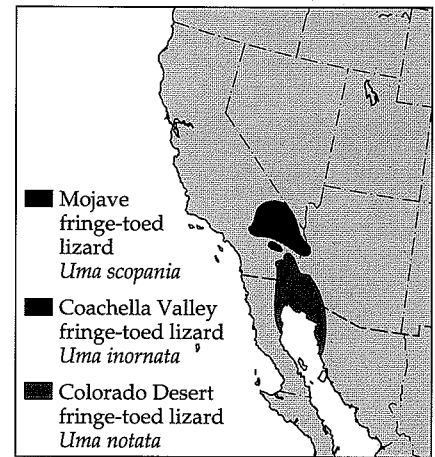 Mojave
fringe-toed
lizard
Uma scopania
Coachella Valley
fringe-toed lizard
Uma inornata
Colorado Desert
fringe-toed lizard
Uma notata